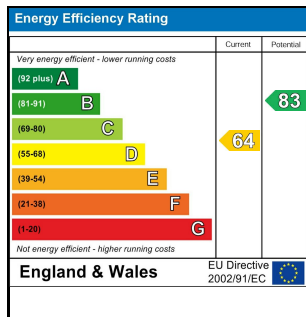 Energy Efficiency Rating
Current Potential
Very energy efficient - lower running costs
(92 plus) A
(81-91) B
(69-80) C
(55-68) D
(39-54) E
(21-38) F
(1-20) G
64
83
Not energy efficient - higher running costs
England & Wales
EU Directive
2002/91/EC